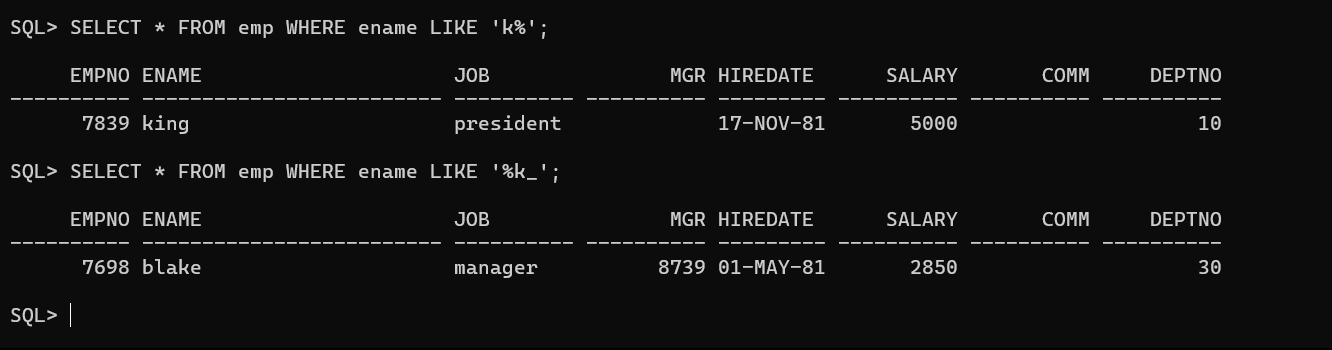 SQL> SELECT * FROM emp WHERE ename LIKE 'k%';
     EMPNO ENAME                     JOB               MGR HIREDATE      SALARY       COMM     DEPTNO
---------- ------------------------- ---------- ---------- --------- ---------- ---------- ----------
      7839 king                      president             17-NOV-81       5000                    10
SQL> SELECT * FROM emp WHERE ename LIKE '%k_';
     EMPNO ENAME                     JOB               MGR HIREDATE      SALARY       COMM     DEPTNO
---------- ------------------------- ---------- ---------- --------- ---------- ---------- ----------
      7698 blake                     manager          8739 01-MAY-81       2850                    30
SQL>